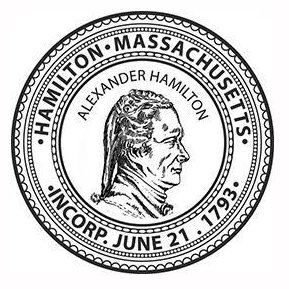 HAMILTON · MASSACHUSETTS ·
ALEXANDER HAMILTON
· INCORP. JUNE 21 . 1793 ·